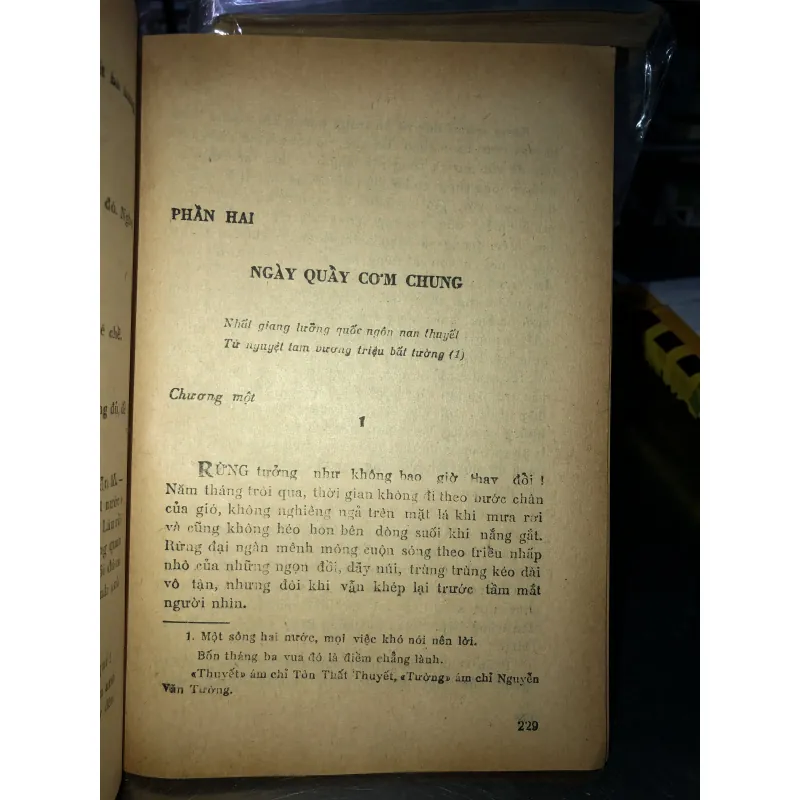 PHẦN HAI
NGÀY QUẦY CƠM CHUNG
Nhất giang lưỡng quốc ngôn nan thuyết
Tứ nguyệt tam vương triệu bất tường (1)
Chương một
1
RỪNG tưởng như không bao giờ thay đổi !
Năm tháng trôi qua, thời gian không đi theo bước chân
của gió, không nghiêng ngả trên mặt lá khi mưa rơi
và cũng không héo hon bên dòng suối khi nắng gắt.
Rừng đại ngàn mênh mông cuộn sóng theo triều nhấp
nhô của những ngọn đồi, dãy núi, trùng trùng kéo dài
vô tận, nhưng đôi khi vẫn khép lại trước tầm mắt
người nhìn.
1. Một sông hai nước, mọi việc khó nói nên lời.
Bốn tháng ba vua đó là điềm chẳng lành.
«Thuyết» ám chỉ Tôn Thất Thuyết, «Tường» ám chỉ Nguyễn
Văn Tường.
229